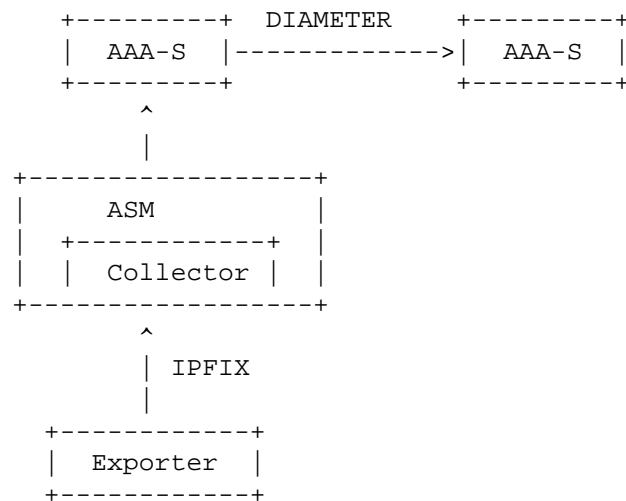 DIAMETER
AAA-S AAA-S
ASM
Collector
IPFIX
Exporter